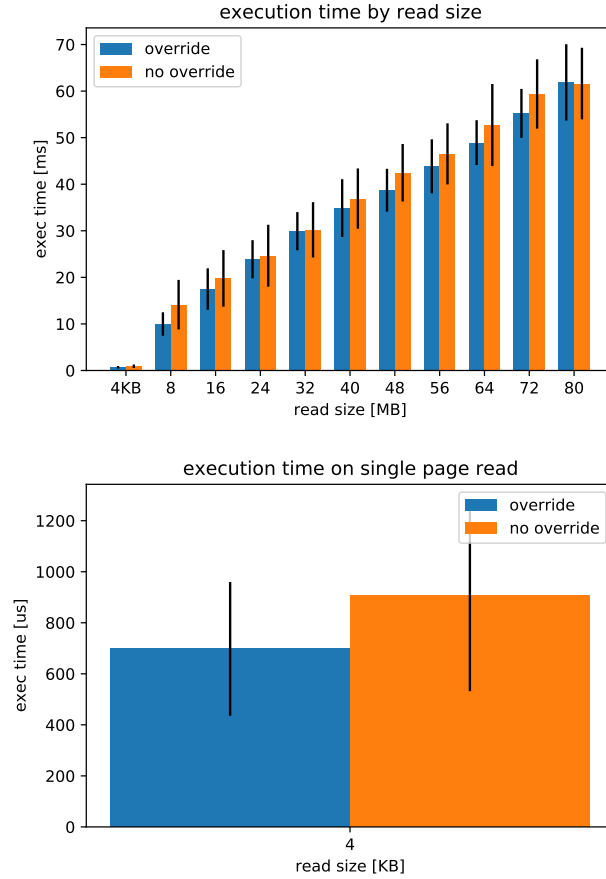 execution time by read size
70
60
50
40
30
20
10
0
exec time [ms]
override
no override
4KB 8 16 24 32 40 48 56 64 72 80
read size [MB]
execution time on single page read
1200
1000
800
600
400
200
0
exec time [us]
override
no override
4
read size [KB]